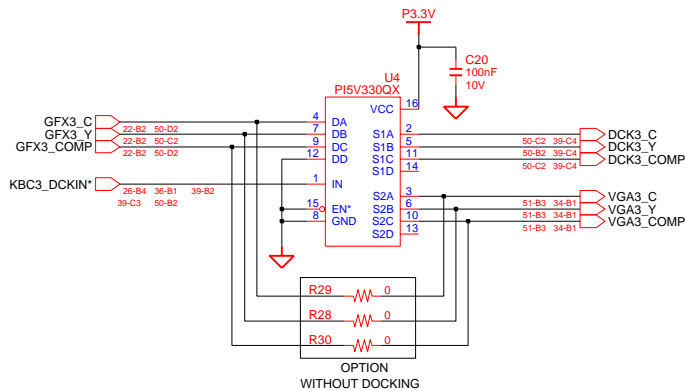 P3.3V
C20
100nF
10V
U4
PI5V330QX
16
VCC
GFX3_C 4 DA S1A 2 DCK3_C
22-B2 50-D2 50-C2 39-C4
GFX3_Y 7 DB S1B 5 DCK3_Y
22-B2 50-C2 50-B2 39-C4
GFX3_COMP 9 DC S1C 11 DCK3_COMP
22-B2 50-D2 50-C2 39-C4
12 DD S1D 14
KBC3_DCKIN* 1 IN
26-B4 36-B1 39-B2
39-C3 50-B2
S2A 3 VGA3_C
51-B3 34-B1
15 EN* S2B 6 VGA3_Y
51-B3 34-B1
8 GND S2C 10 VGA3_COMP
51-B3 34-B1
S2D 13
R29 0
R28 0
R30 0
OPTION
WITHOUT DOCKING